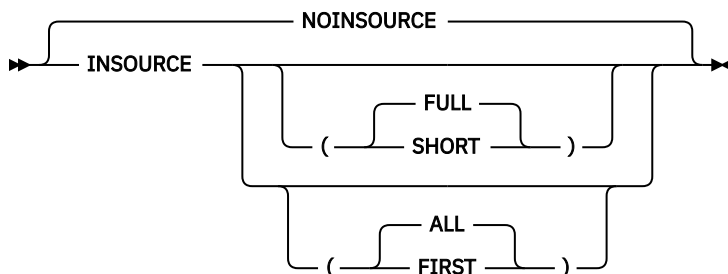 NOINSOURCE
INSOURCE
FULL
( SHORT )
ALL
( FIRST )